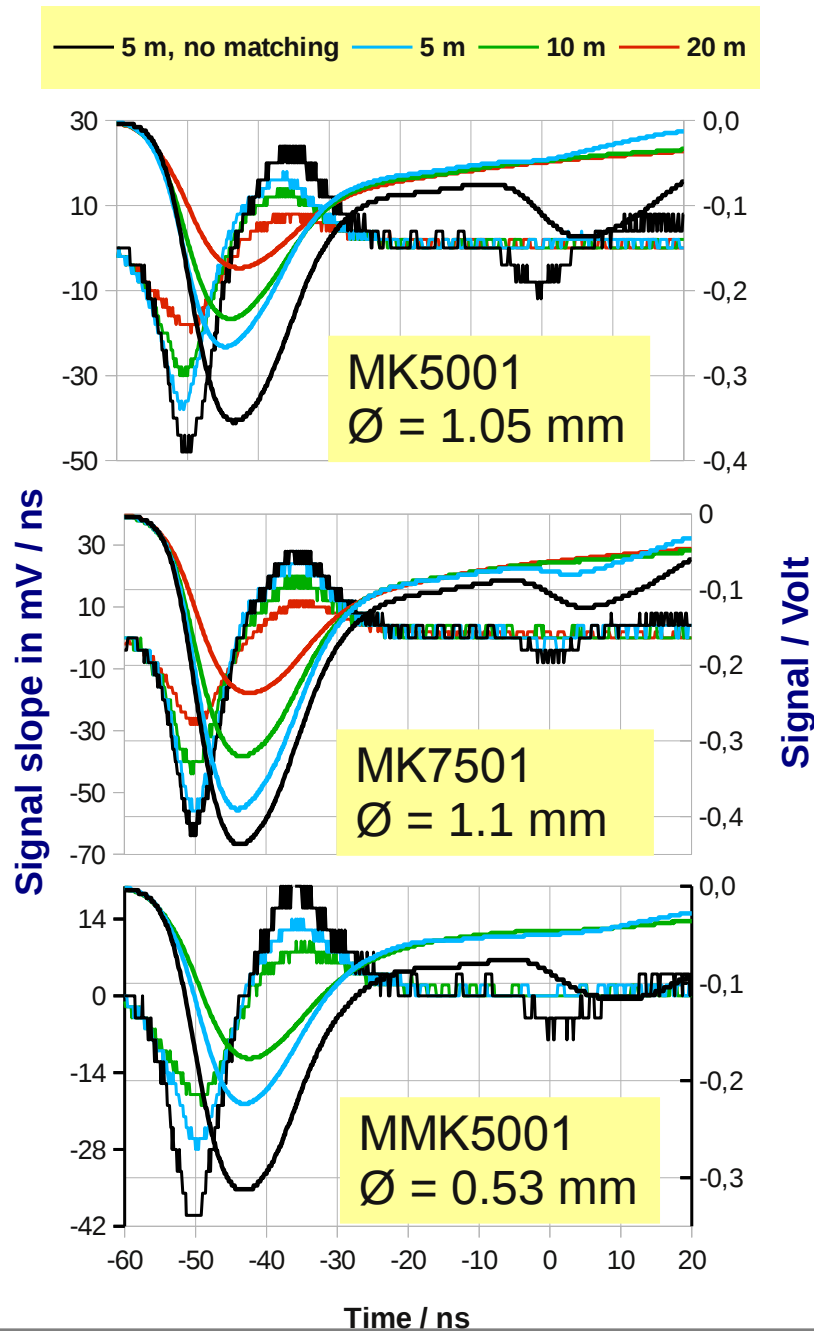 5 m, no matching 5 m 10 m 20 m
30
10
-10
-30
-50
0,0
-0,1
-0,2
-0,3
-0,4
MK5001
Ø = 1.05 mm
Signal slope in mV / ns
Signal / Volt
30
10
-10
-30
-50
-70
0
-0,1
-0,2
-0,3
-0,4
MK7501
Ø = 1.1 mm
14
0
-14
-28
-42
0,0
-0,1
-0,2
-0,3
MMK5001
Ø = 0.53 mm
-60 -50 -40 -30 -20 -10 0 10 20
Time / ns